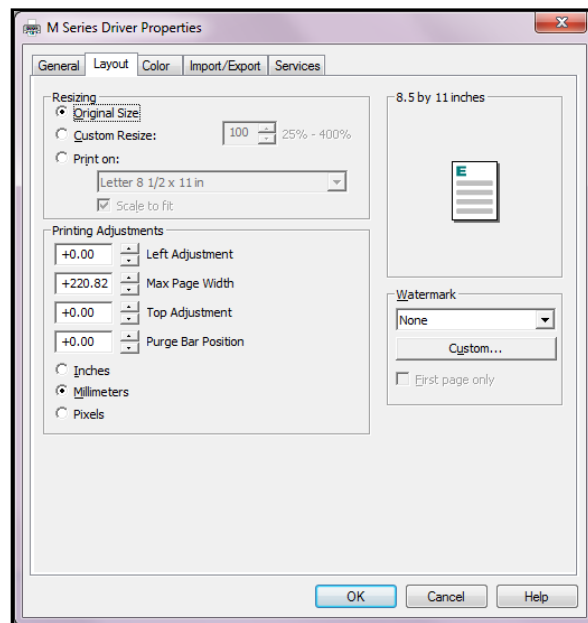 M Series Driver Properties
General Layout Color Import/Export Services
Resizing
Original Size
Custom Resize: 100 25% - 400%
Print on:
Letter 8 1/2 x 11 in
Scale to fit
Printing Adjustments
+0.00 Left Adjustment
+220.82 Max Page Width
+0.00 Top Adjustment
+0.00 Purge Bar Position
Inches
Millimeters
Pixels
8.5 by 11 inches
E
Watermark
None
Custom...
First page only
OK Cancel Help